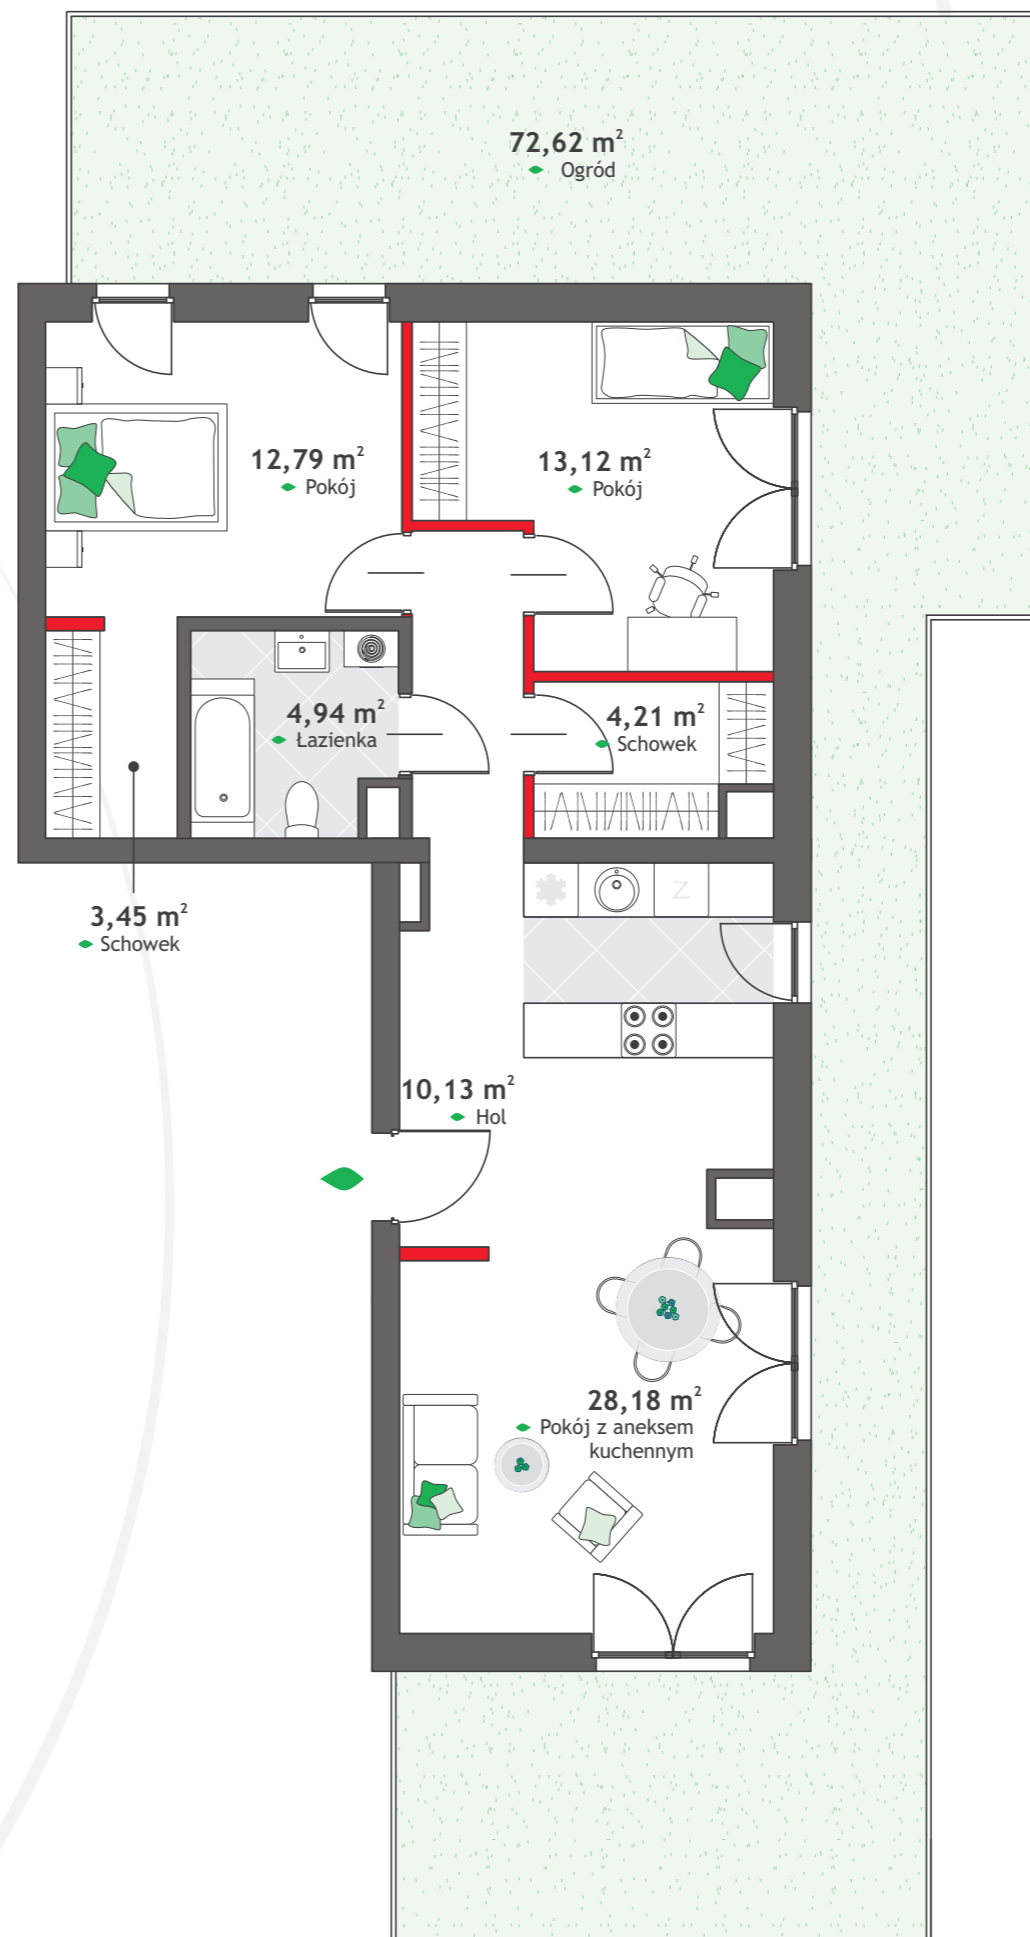 72,62 m²
Ogród
12,79 m²
Pokój
13,12 m²
Pokój
4,94 m²
Łazienka
4,21 m²
Schowek
Z
3,45 m²
Schowek
10,13 m²
Hol
28,18 m²
Pokój z aneksem
kuchennym